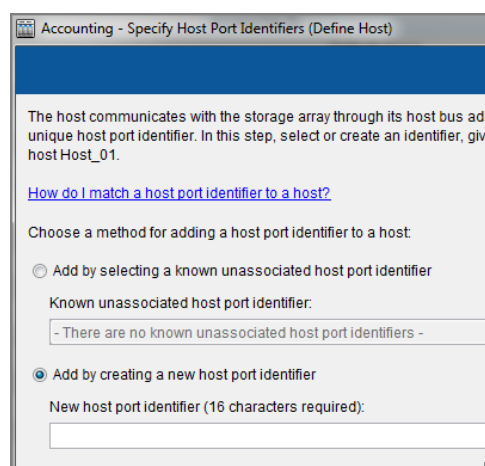 Accounting - Specify Host Port Identifiers (Define Host)
The host communicates with the storage array through its host bus ad
unique host port identifier. In this step, select or create an identifier, giv
host Host_01.
How do I match a host port identifier to a host?
Choose a method for adding a host port identifier to a host:
Add by selecting a known unassociated host port identifier
Known unassociated host port identifier:
- There are no known unassociated host port identifiers -
Add by creating a new host port identifier
New host port identifier (16 characters required):